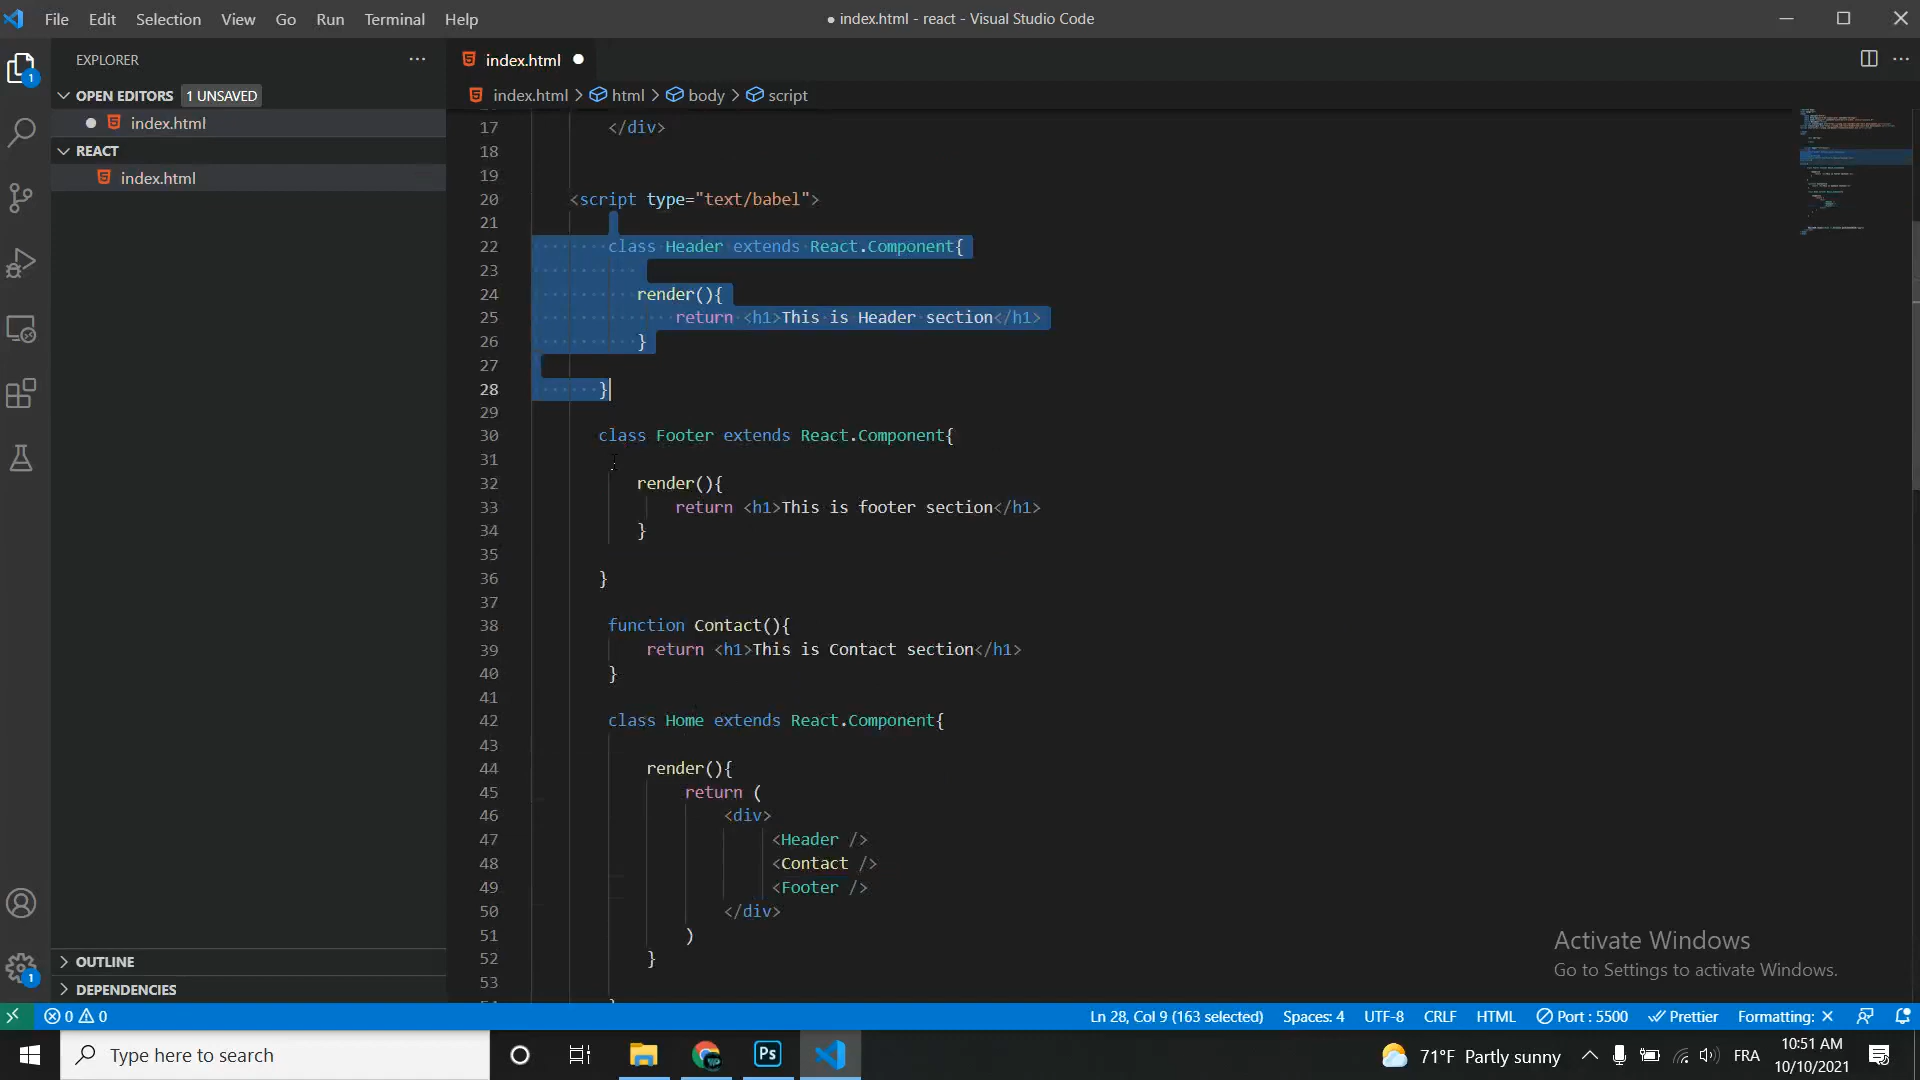 File Edit Selection View Go Run Terminal Help
● index.html - react - Visual Studio Code
EXPLORER
OPEN EDITORS 1 UNSAVED
index.html
REACT
index.html
OUTLINE
DEPENDENCIES
1
1
index.html
index.html > html > body > script
17 </div>
18
19
20 <script type="text/babel">
21
22 class Header extends React.Component{
23
24 render(){
25 return <h1>This is Header section</h1>
26 }
27
28 }
29
30 class Footer extends React.Component{
31
32 render(){
33 return <h1>This is footer section</h1>
34 }
35
36 }
37
38 function Contact(){
39 return <h1>This is Contact section</h1>
40 }
41
42 class Home extends React.Component{
43
44 render(){
45 return (
46 <div>
47 <Header />
48 <Contact />
49 <Footer />
50 </div>
51 )
52 }
53
Activate Windows
Go to Settings to activate Windows.
0 0 Ln 28, Col 9 (163 selected) Spaces: 4 UTF-8 CRLF HTML Port : 5500 Prettier Formatting: ×
Type here to search
Ps
71°F Partly sunny
FRA
10:51 AM
10/10/2021